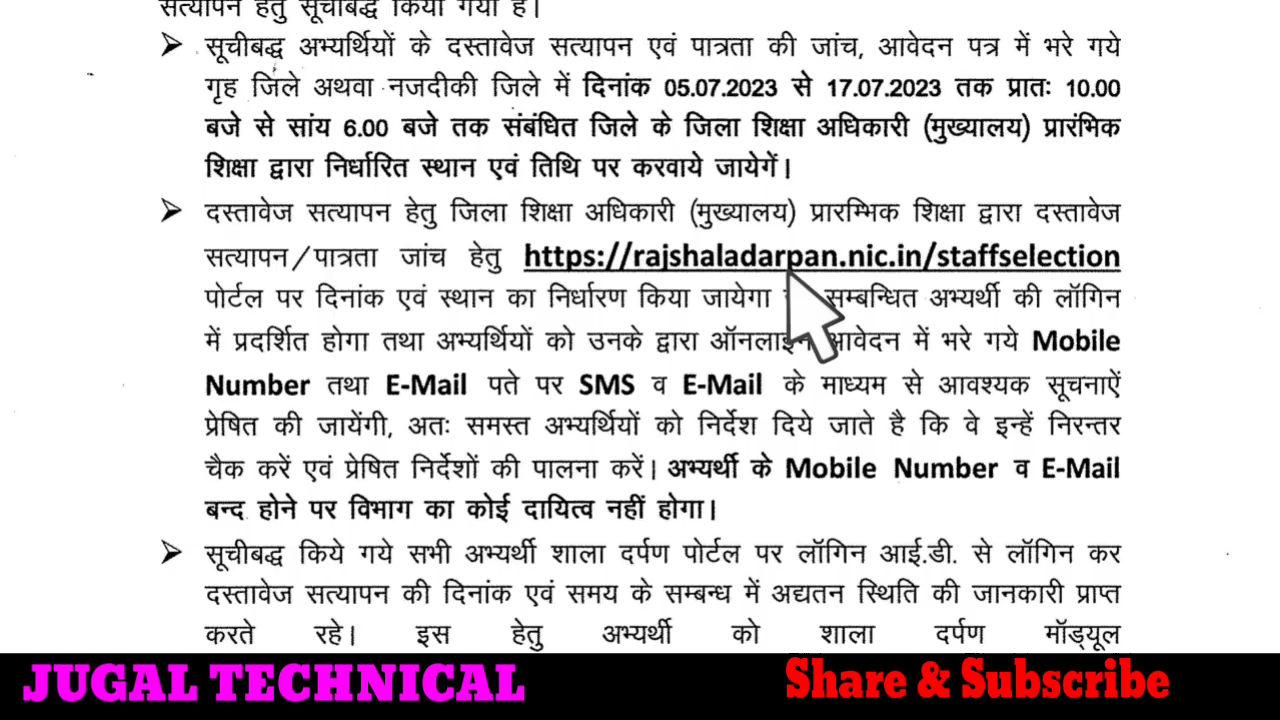 सत्यापन हेतु सूचीबद्ध किया गया है।
➤ सूचीबद्ध अभ्यर्थियों के दस्तावेज सत्यापन एवं पात्रता की जांच, आवेदन पत्र में भरे गये
गृह जिले अथवा नजदीकी जिले में दिनांक 05.07.2023 से 17.07.2023 तक प्रातः 10.00
बजे से सांय 6.00 बजे तक संबंधित जिले के जिला शिक्षा अधिकारी (मुख्यालय) प्रारंभिक
शिक्षा द्वारा निर्धारित स्थान एवं तिथि पर करवाये जायेगें।
➤ दस्तावेज सत्यापन हेतु जिला शिक्षा अधिकारी (मुख्यालय) प्रारम्भिक शिक्षा द्वारा दस्तावेज
सत्यापन/पात्रता जांच हेतु https://rajshaladarpan.nic.in/staffselection
पोर्टल पर दिनांक एवं स्थान का निर्धारण किया जायेगा सम्बन्धित अभ्यर्थी की लॉगिन
में प्रदर्शित होगा तथा अभ्यर्थियों को उनके द्वारा ऑनलाइन आवेदन में भरे गये Mobile
Number तथा E-Mail पते पर SMS व E-Mail के माध्यम से आवश्यक सूचनाऐं
प्रेषित की जायेंगी, अतः समस्त अभ्यर्थियों को निर्देश दिये जाते है कि वे इन्हें निरन्तर
चैक करें एवं प्रेषित निर्देशों की पालना करें। अभ्यर्थी के Mobile Number व E-Mail
बन्द होने पर विभाग का कोई दायित्व नहीं होगा।
➤ सूचीबद्ध किये गये सभी अभ्यर्थी शाला दर्पण पोर्टल पर लॉगिन आई.डी. से लॉगिन कर
दस्तावेज सत्यापन की दिनांक एवं समय के सम्बन्ध में अद्यतन स्थिति की जानकारी प्राप्त
करते रहे। इस हेतु अभ्यर्थी को शाला दर्पण मॉड्यूल
JUGAL TECHNICAL Share & Subscribe